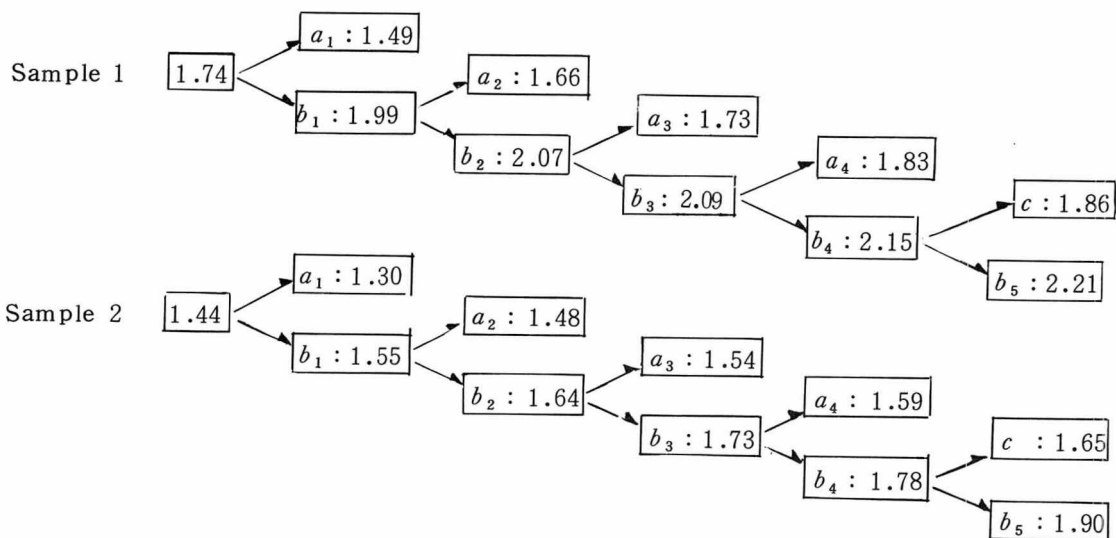 a₁ : 1.49
Sample 1 1.74 a₂ : 1.66
b₁ : 1.99 a₃ : 1.73
b₂ : 2.07 a₄ : 1.83
b₃ : 2.09 c : 1.86
b₄ : 2.15
b₅ : 2.21
a₁ : 1.30
Sample 2 1.44 a₂ : 1.48
b₁ : 1.55 a₃ : 1.54
b₂ : 1.64 a₄ : 1.59
b₃ : 1.73 c : 1.65
b₄ : 1.78
b₅ : 1.90